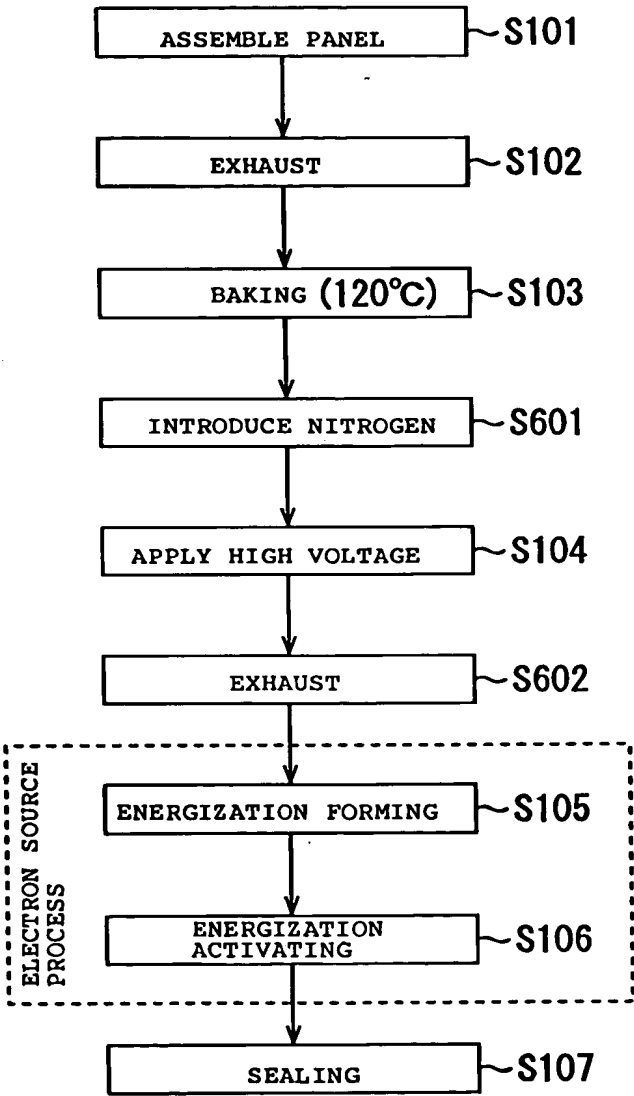 ASSEMBLE PANEL
S101
EXHAUST
S102
BAKING (120°C)
S103
INTRODUCE NITROGEN
S601
APPLY HIGH VOLTAGE
S104
EXHAUST
S602
ELECTRON SOURCE
PROCESS
ENERGIZATION FORMING
S105
ENERGIZATION
ACTIVATING
S106
SEALING
S107